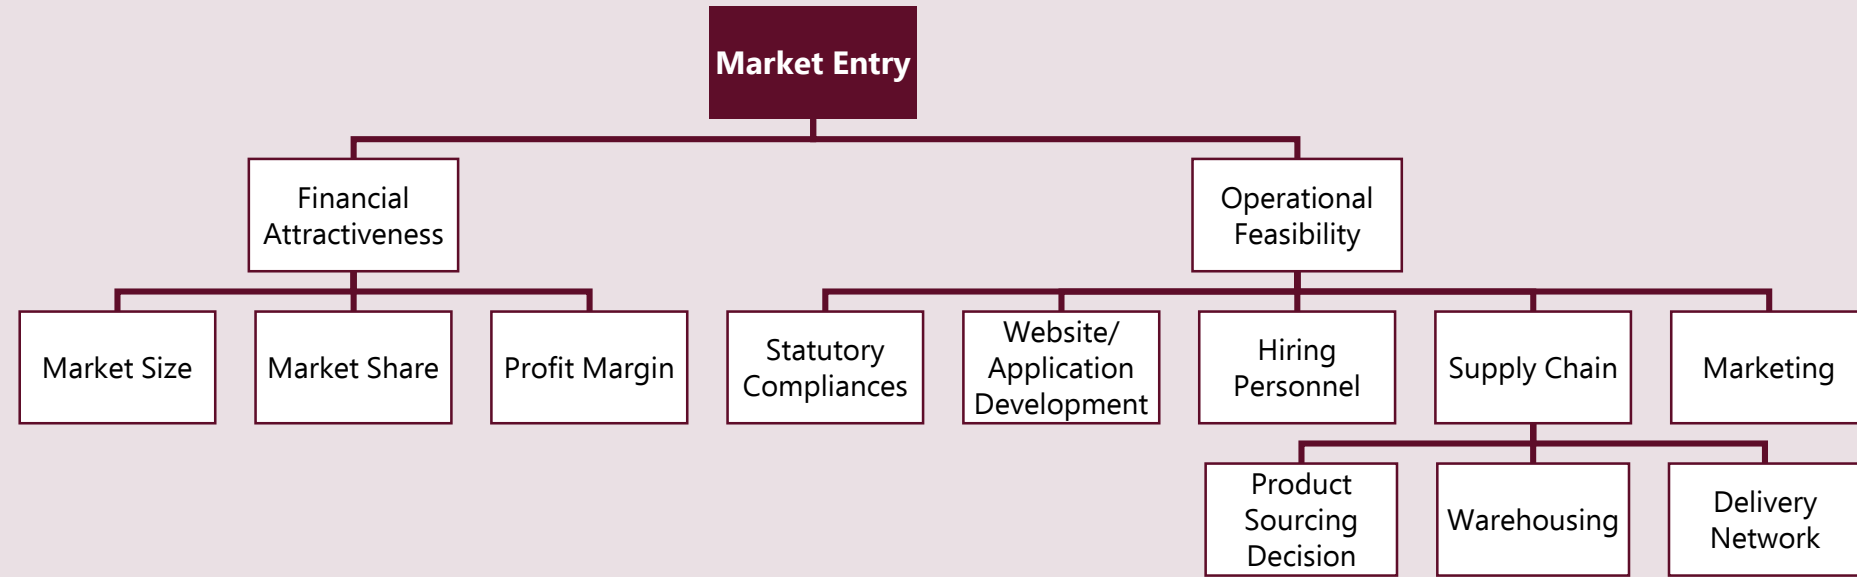 Market Entry
Financial
Attractiveness
Operational
Feasibility
Market Size
Market Share
Profit Margin
Statutory
Compliances
Website/
Application
Development
Hiring
Personnel
Supply Chain
Marketing
Product
Sourcing
Decision
Warehousing
Delivery
Network